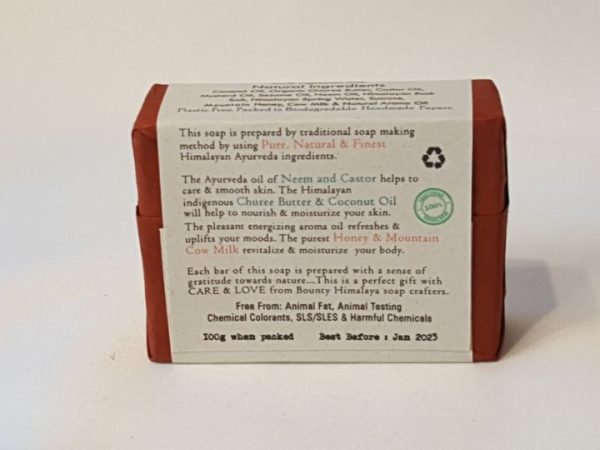 Natural Ingredients
Coconut Oil, Organic Churee Butter, Castor Oil,
Mustard Oil, Sesame Oil, Neem Oil, Himalayan Rock
Salt, Himalayan Spring Water, Sucrose,
Mountain Honey, Cow Milk & Natural Aroma Oil
Plastic Free Packed in Biodegradable Handmade Papers
This soap is prepared by traditional soap making
method by using Pure, Natural & Finest
Himalayan Ayurveda ingredients.
The Ayurveda oil of Neem and Castor helps to
care & smooth skin. The Himalayan
indigenous Churee Butter & Coconut Oil
will help to nourish & moisturize your skin.
100%
The pleasant energizing aroma oil refreshes &
uplifts your moods. The purest Honey & Mountain
Cow Milk revitalize & moisturize your body.
Each bar of this soap is prepared with a sense of
gratitude towards nature...This is a perfect gift with
CARE & LOVE from Bounty Himalaya soap crafters.
Free From: Animal Fat, Animal Testing
Chemical Colorants, SLS/SLES & Harmful Chemicals
100g when packed Best Before : Jan 2023